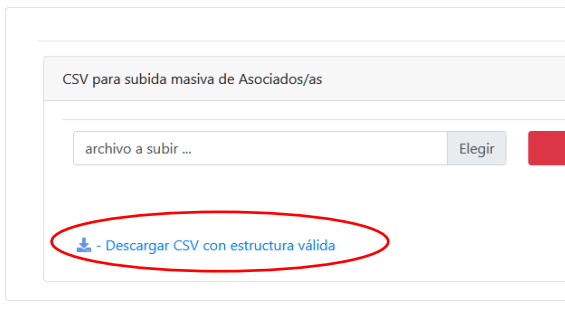 CSV para subida masiva de Asociados/as
archivo a subir ... Elegir
- Descargar CSV con estructura válida